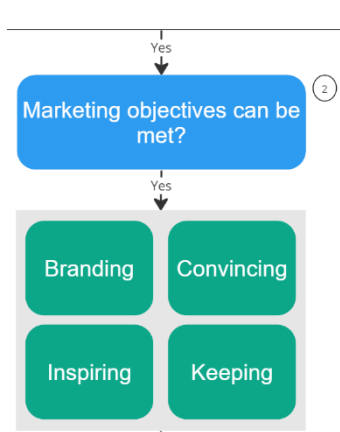 Yes
2
Marketing objectives can be
met?
Yes
Branding
Convincing
Inspiring
Keeping